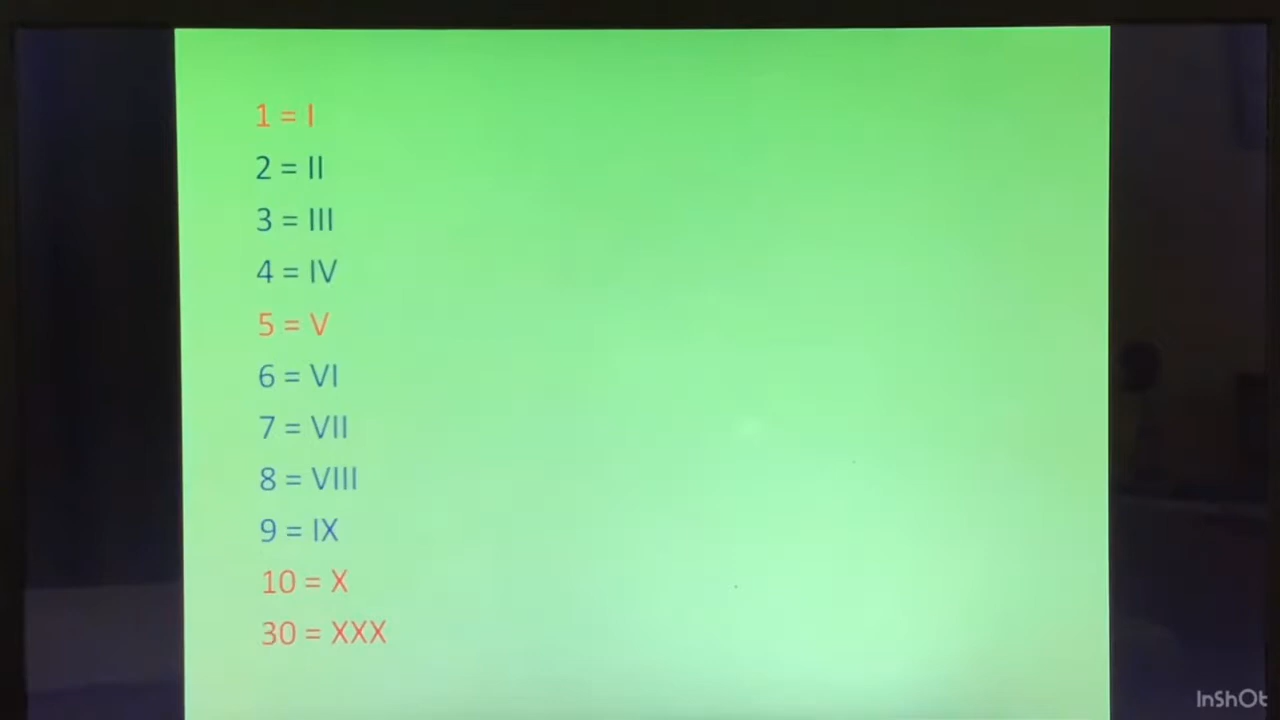 1 = I
2 = II
3 = III
4 = IV
5 = V
6 = VI
7 = VII
8 = VIII
9 = IX
10 = X
30 = XXX
InShOt